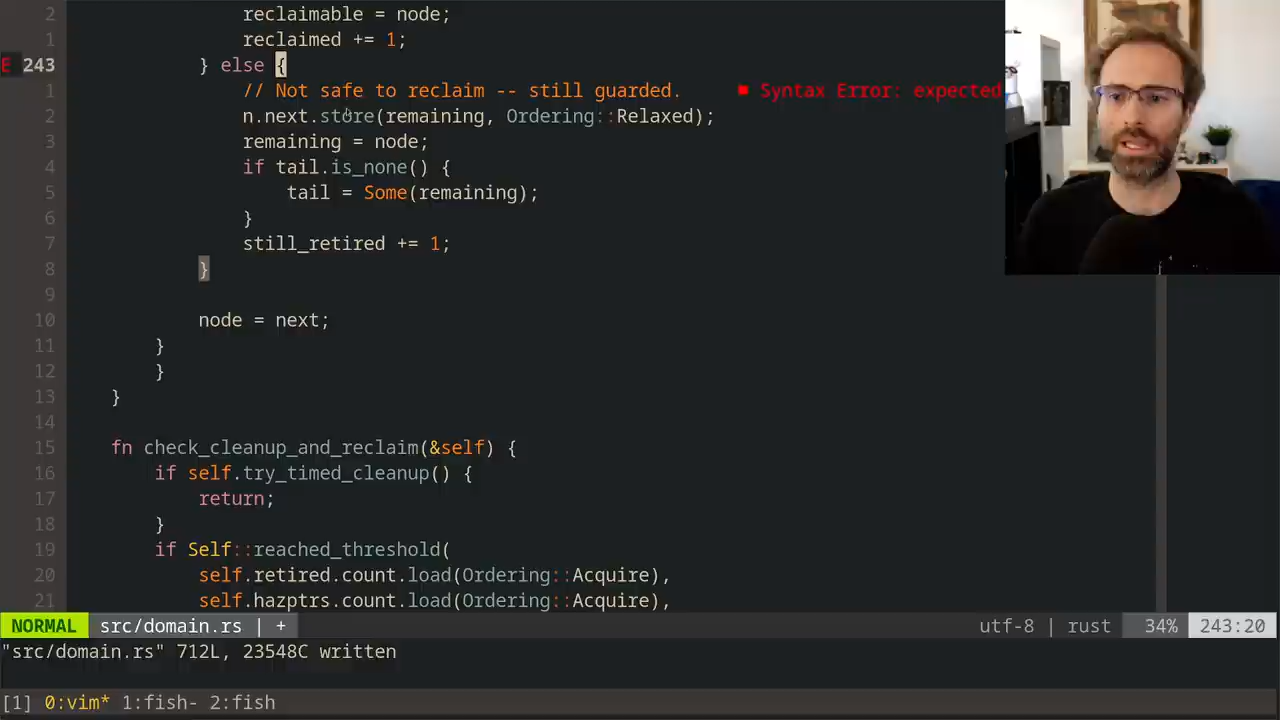 2 reclaimable = node;
1 reclaimed += 1;
E 243 } else {
1 // Not safe to reclaim -- still guarded. ■ Syntax Error: expected
2 n.next.store(remaining, Ordering::Relaxed);
3 remaining = node;
4 if tail.is_none() {
5 tail = Some(remaining);
6 }
7 still_retired += 1;
8 }
9
10 node = next;
11 }
12 }
13 }
14
15 fn check_cleanup_and_reclaim(&self) {
16 if self.try_timed_cleanup() {
17 return;
18 }
19 if Self::reached_threshold(
20 self.retired.count.load(Ordering::Acquire),
21 self.hazptrs.count.load(Ordering::Acquire),
NORMAL src/domain.rs | + utf-8 | rust 34% 243:20
"src/domain.rs" 712L, 23548C written
[1] 0:vim* 1:fish- 2:fish